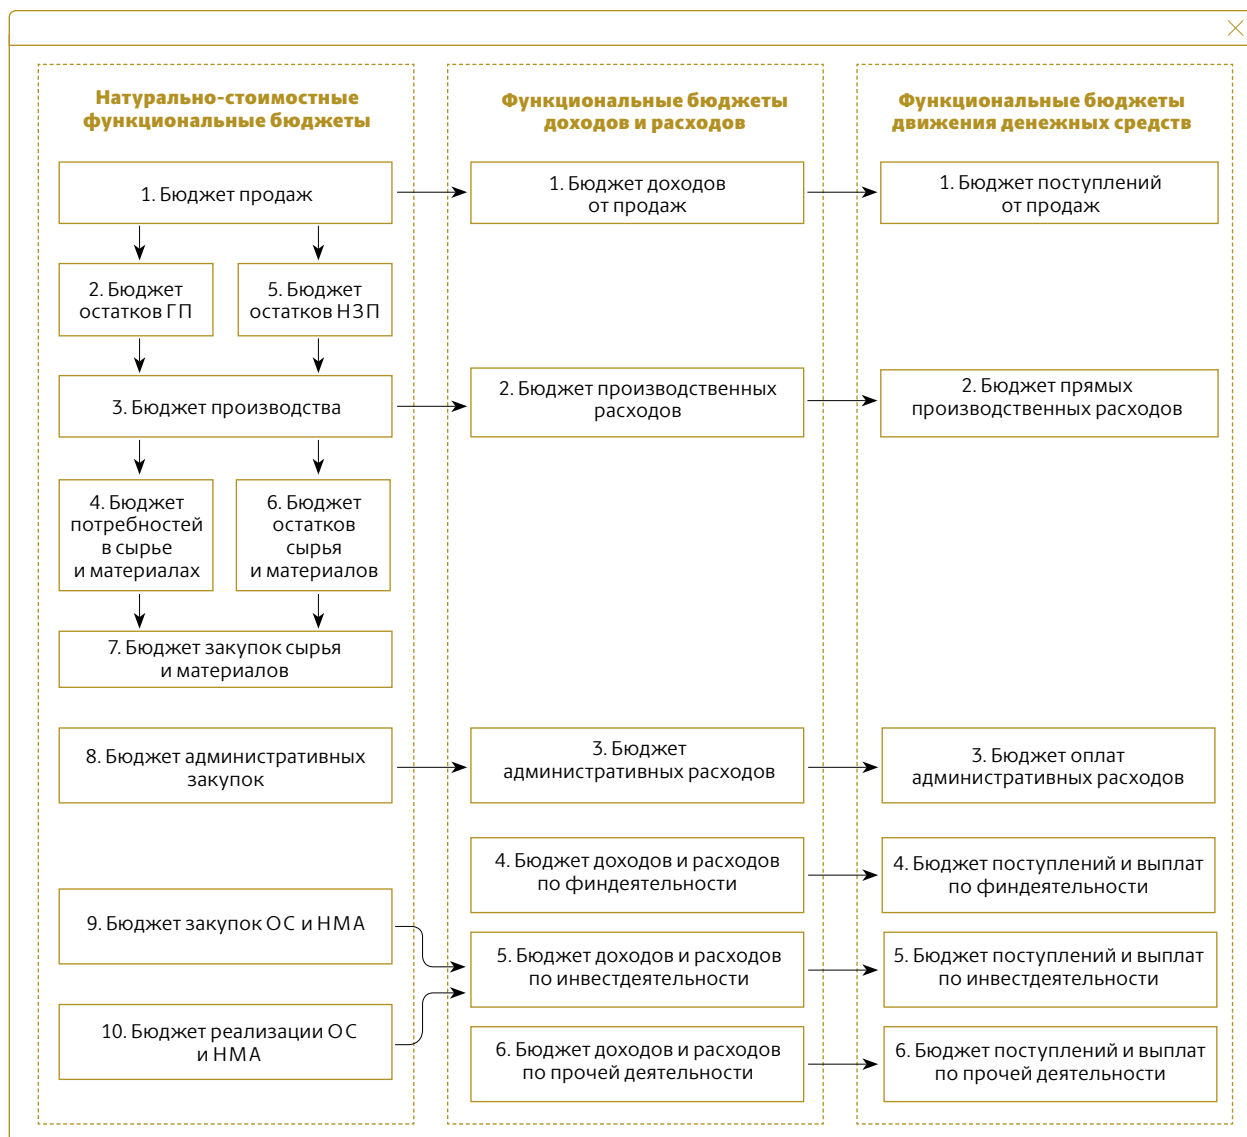 Натурально-стоимостные
функциональные бюджеты
1. Бюджет продаж
2. Бюджет
остатков ГП
5. Бюджет
остатков НЗП
3. Бюджет производства
4. Бюджет
потребностей
в сырье
и материалах
6. Бюджет
остатков
сырья
и материалов
7. Бюджет закупок сырья
и материалов
8. Бюджет административных
закупок
9. Бюджет закупок ОС и НМА
10. Бюджет реализации ОС
и НМА
Функциональные бюджеты
доходов и расходов
1. Бюджет доходов
от продаж
2. Бюджет производственных
расходов
3. Бюджет
административных расходов
4. Бюджет доходов и расходов
по финдеятельности
5. Бюджет доходов и расходов
по инвестдеятельности
6. Бюджет доходов и расходов
по прочей деятельности
Функциональные бюджеты
движения денежных средств
1. Бюджет поступлений
от продаж
2. Бюджет прямых
производственных расходов
3. Бюджет оплат
административных расходов
4. Бюджет поступлений и выплат
по финдеятельности
5. Бюджет поступлений и выплат
по инвестдеятельности
6. Бюджет поступлений и выплат
по прочей деятельности